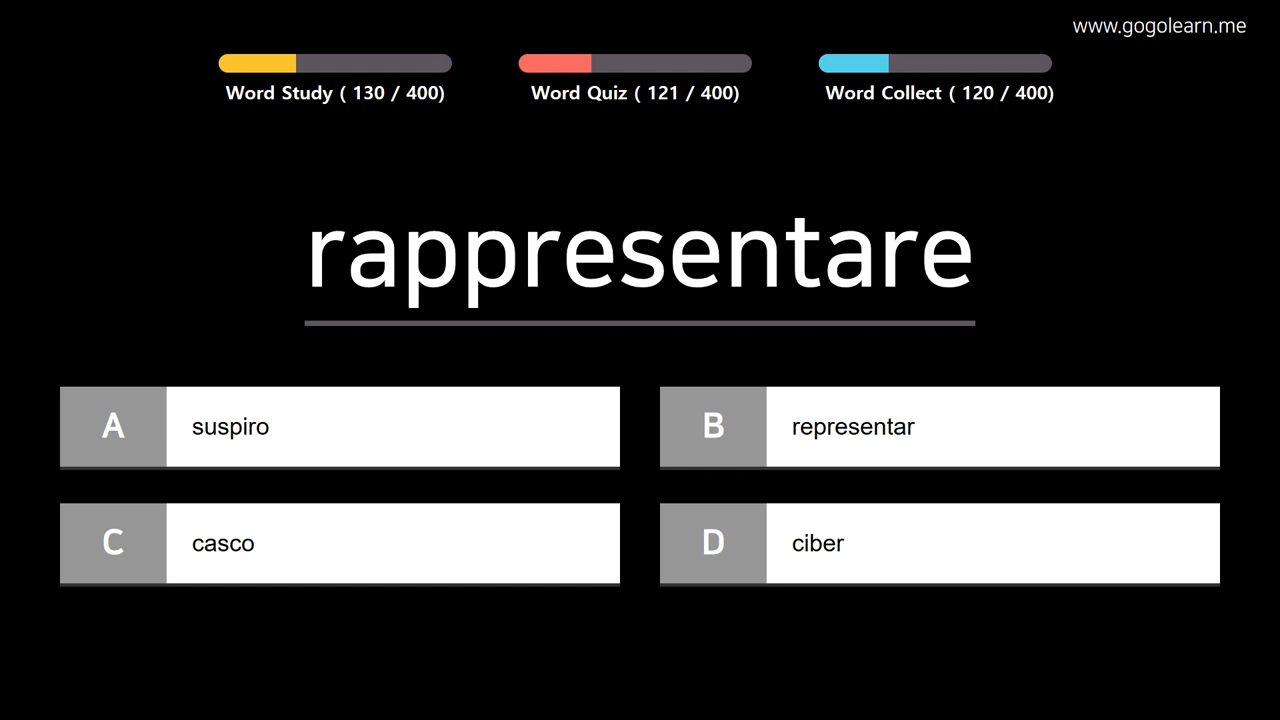 www.gogolearn.me
Word Study ( 130 / 400)
Word Quiz ( 121 / 400)
Word Collect ( 120 / 400)
rappresentare
A suspiro
B representar
C casco
D ciber